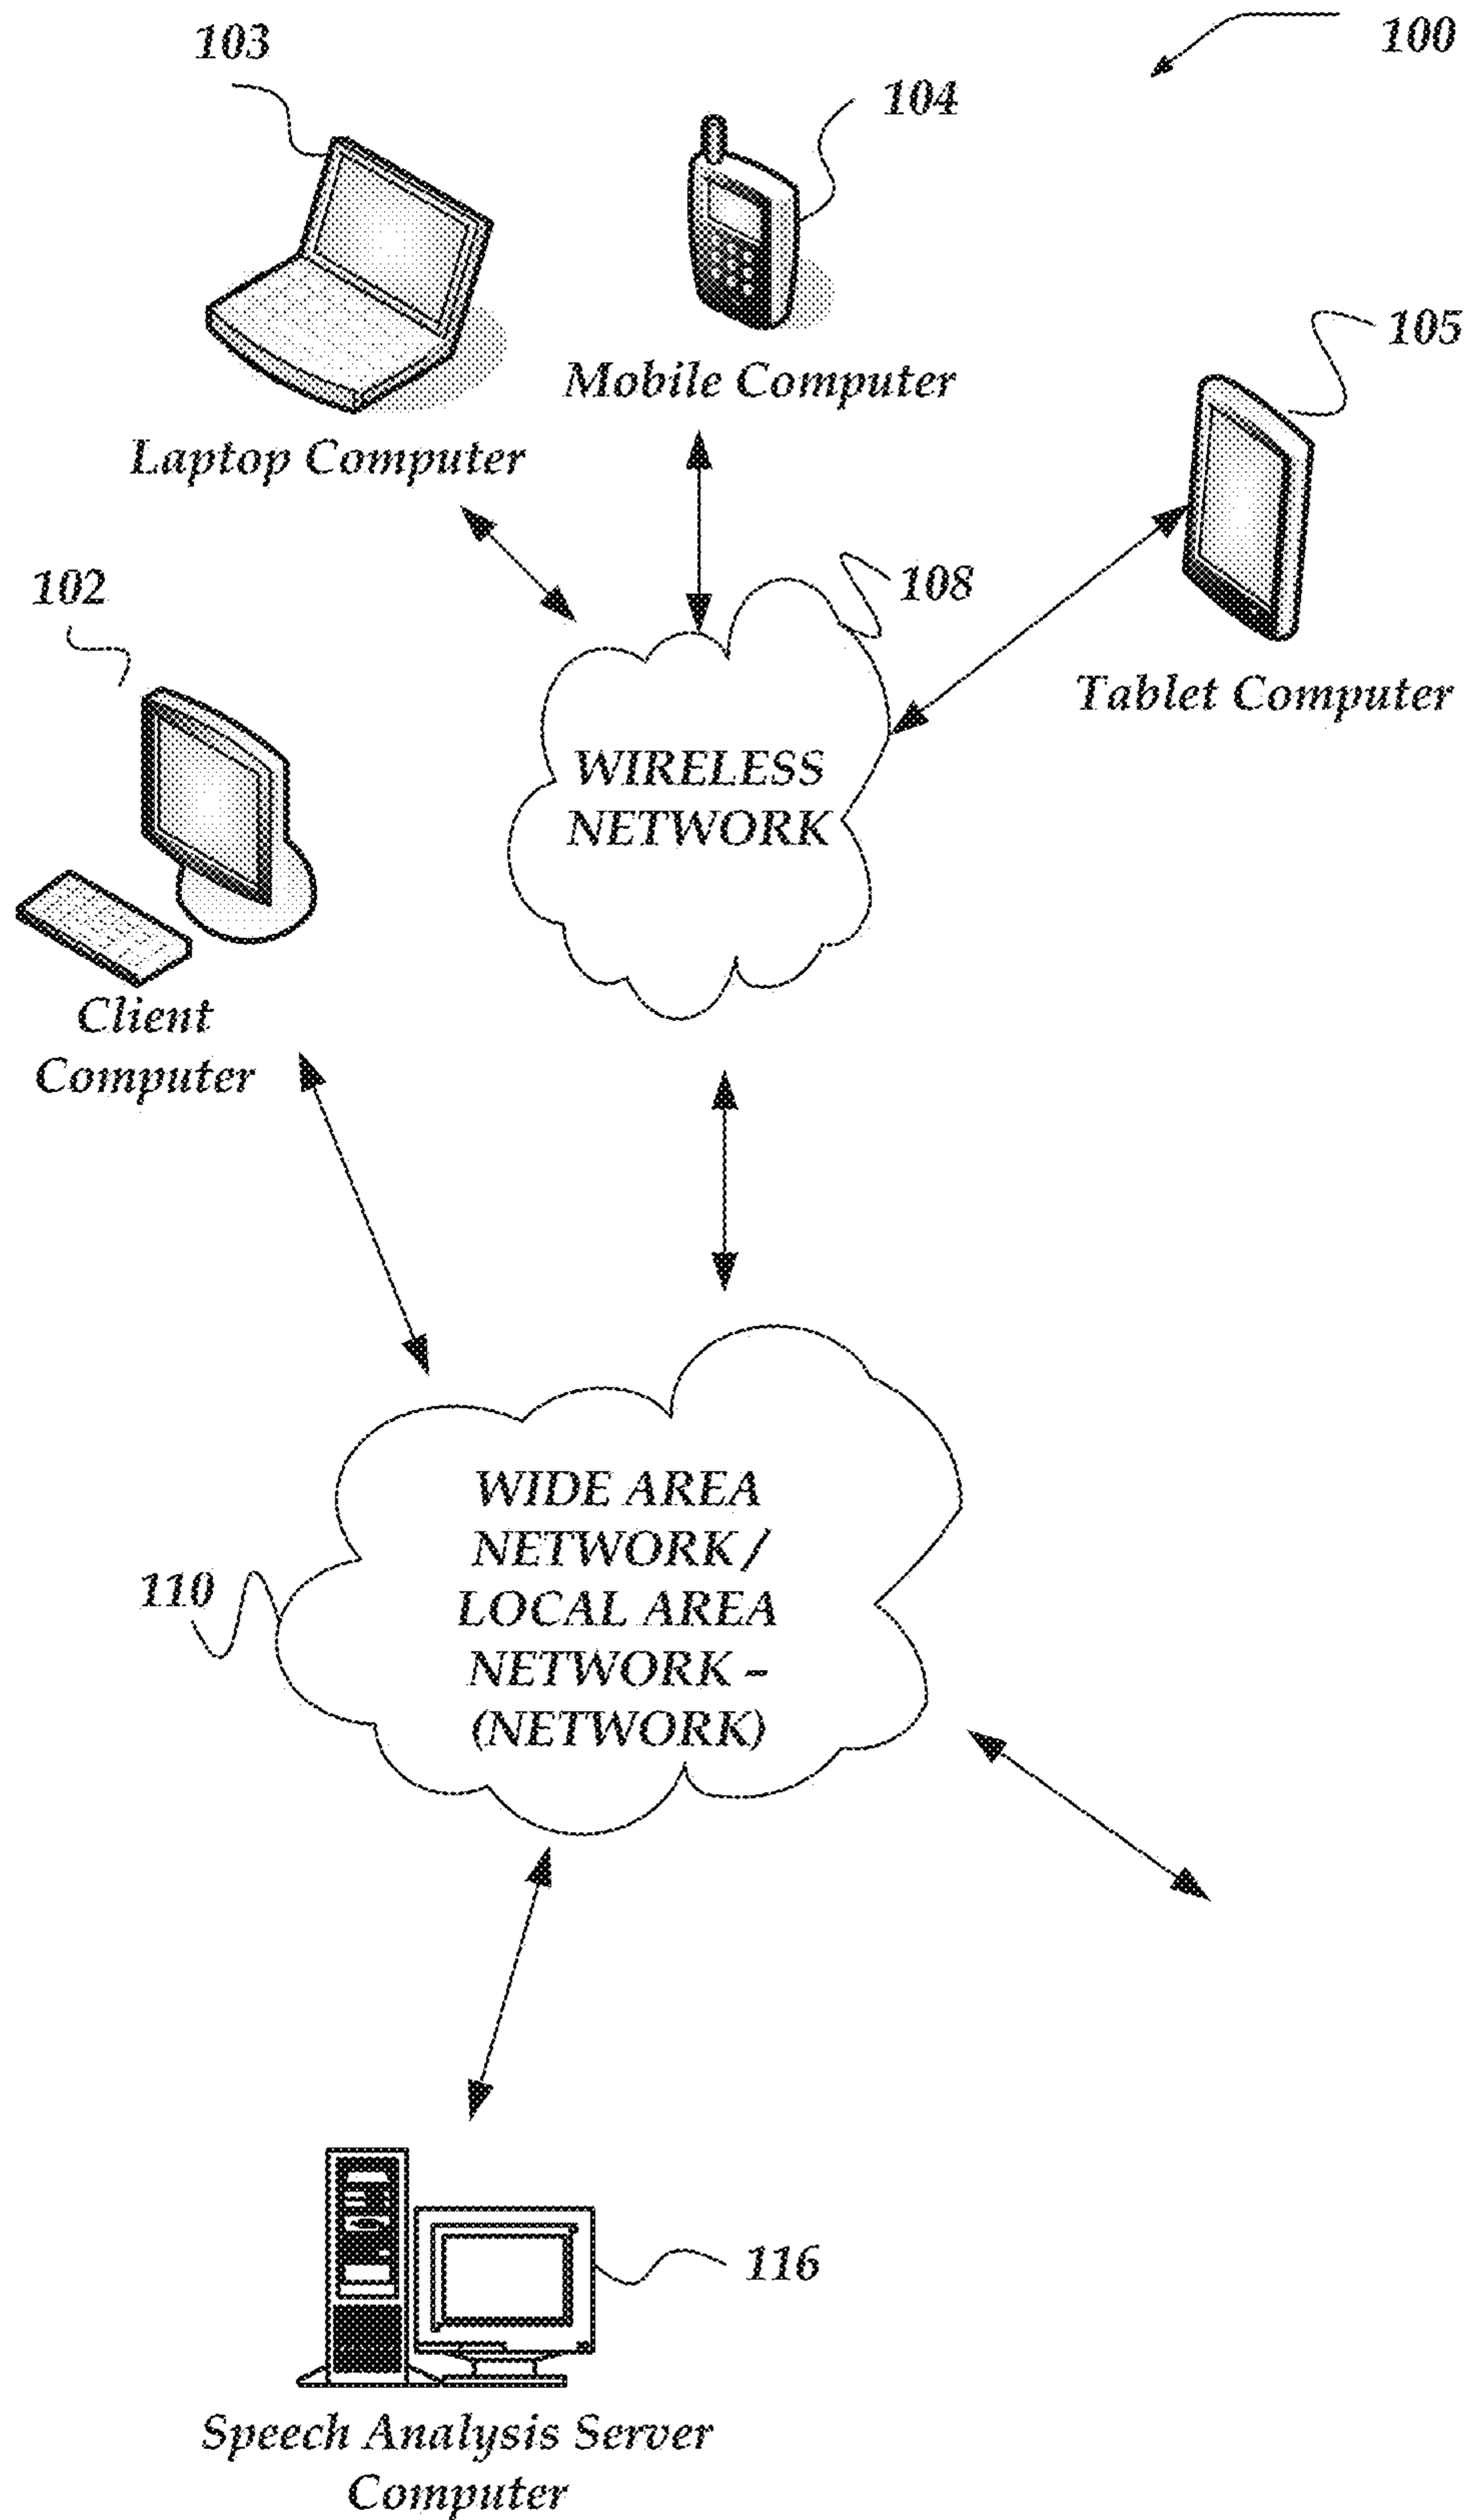 103
100
104
105
Mobile Computer
Laptop Computer
102
108
Tablet Computer
WIRELESS
NETWORK
Client
Computer
WIDE AREA
NETWORK /
LOCAL AREA
NETWORK –
(NETWORK)
110
116
Speech Analysis Server
Computer